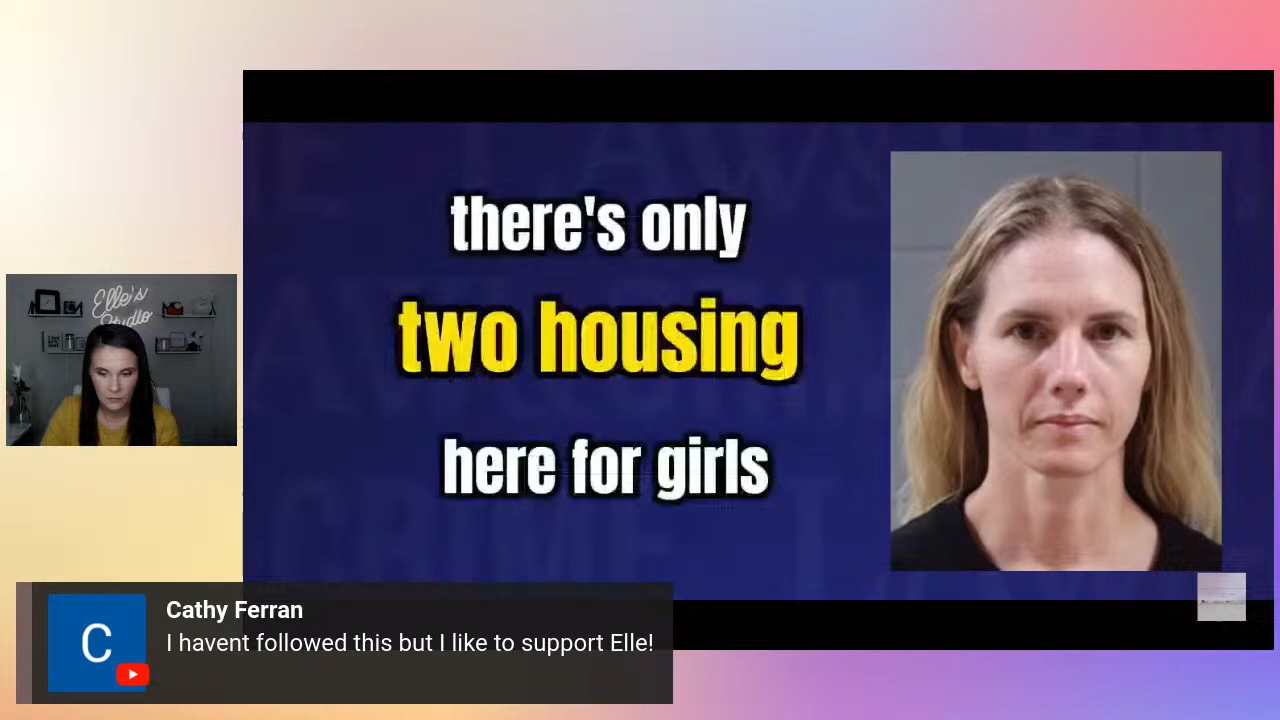 there's only
two housing
here for girls
Elle's
Studio
C
Cathy Ferran
I havent followed this but I like to support Elle!